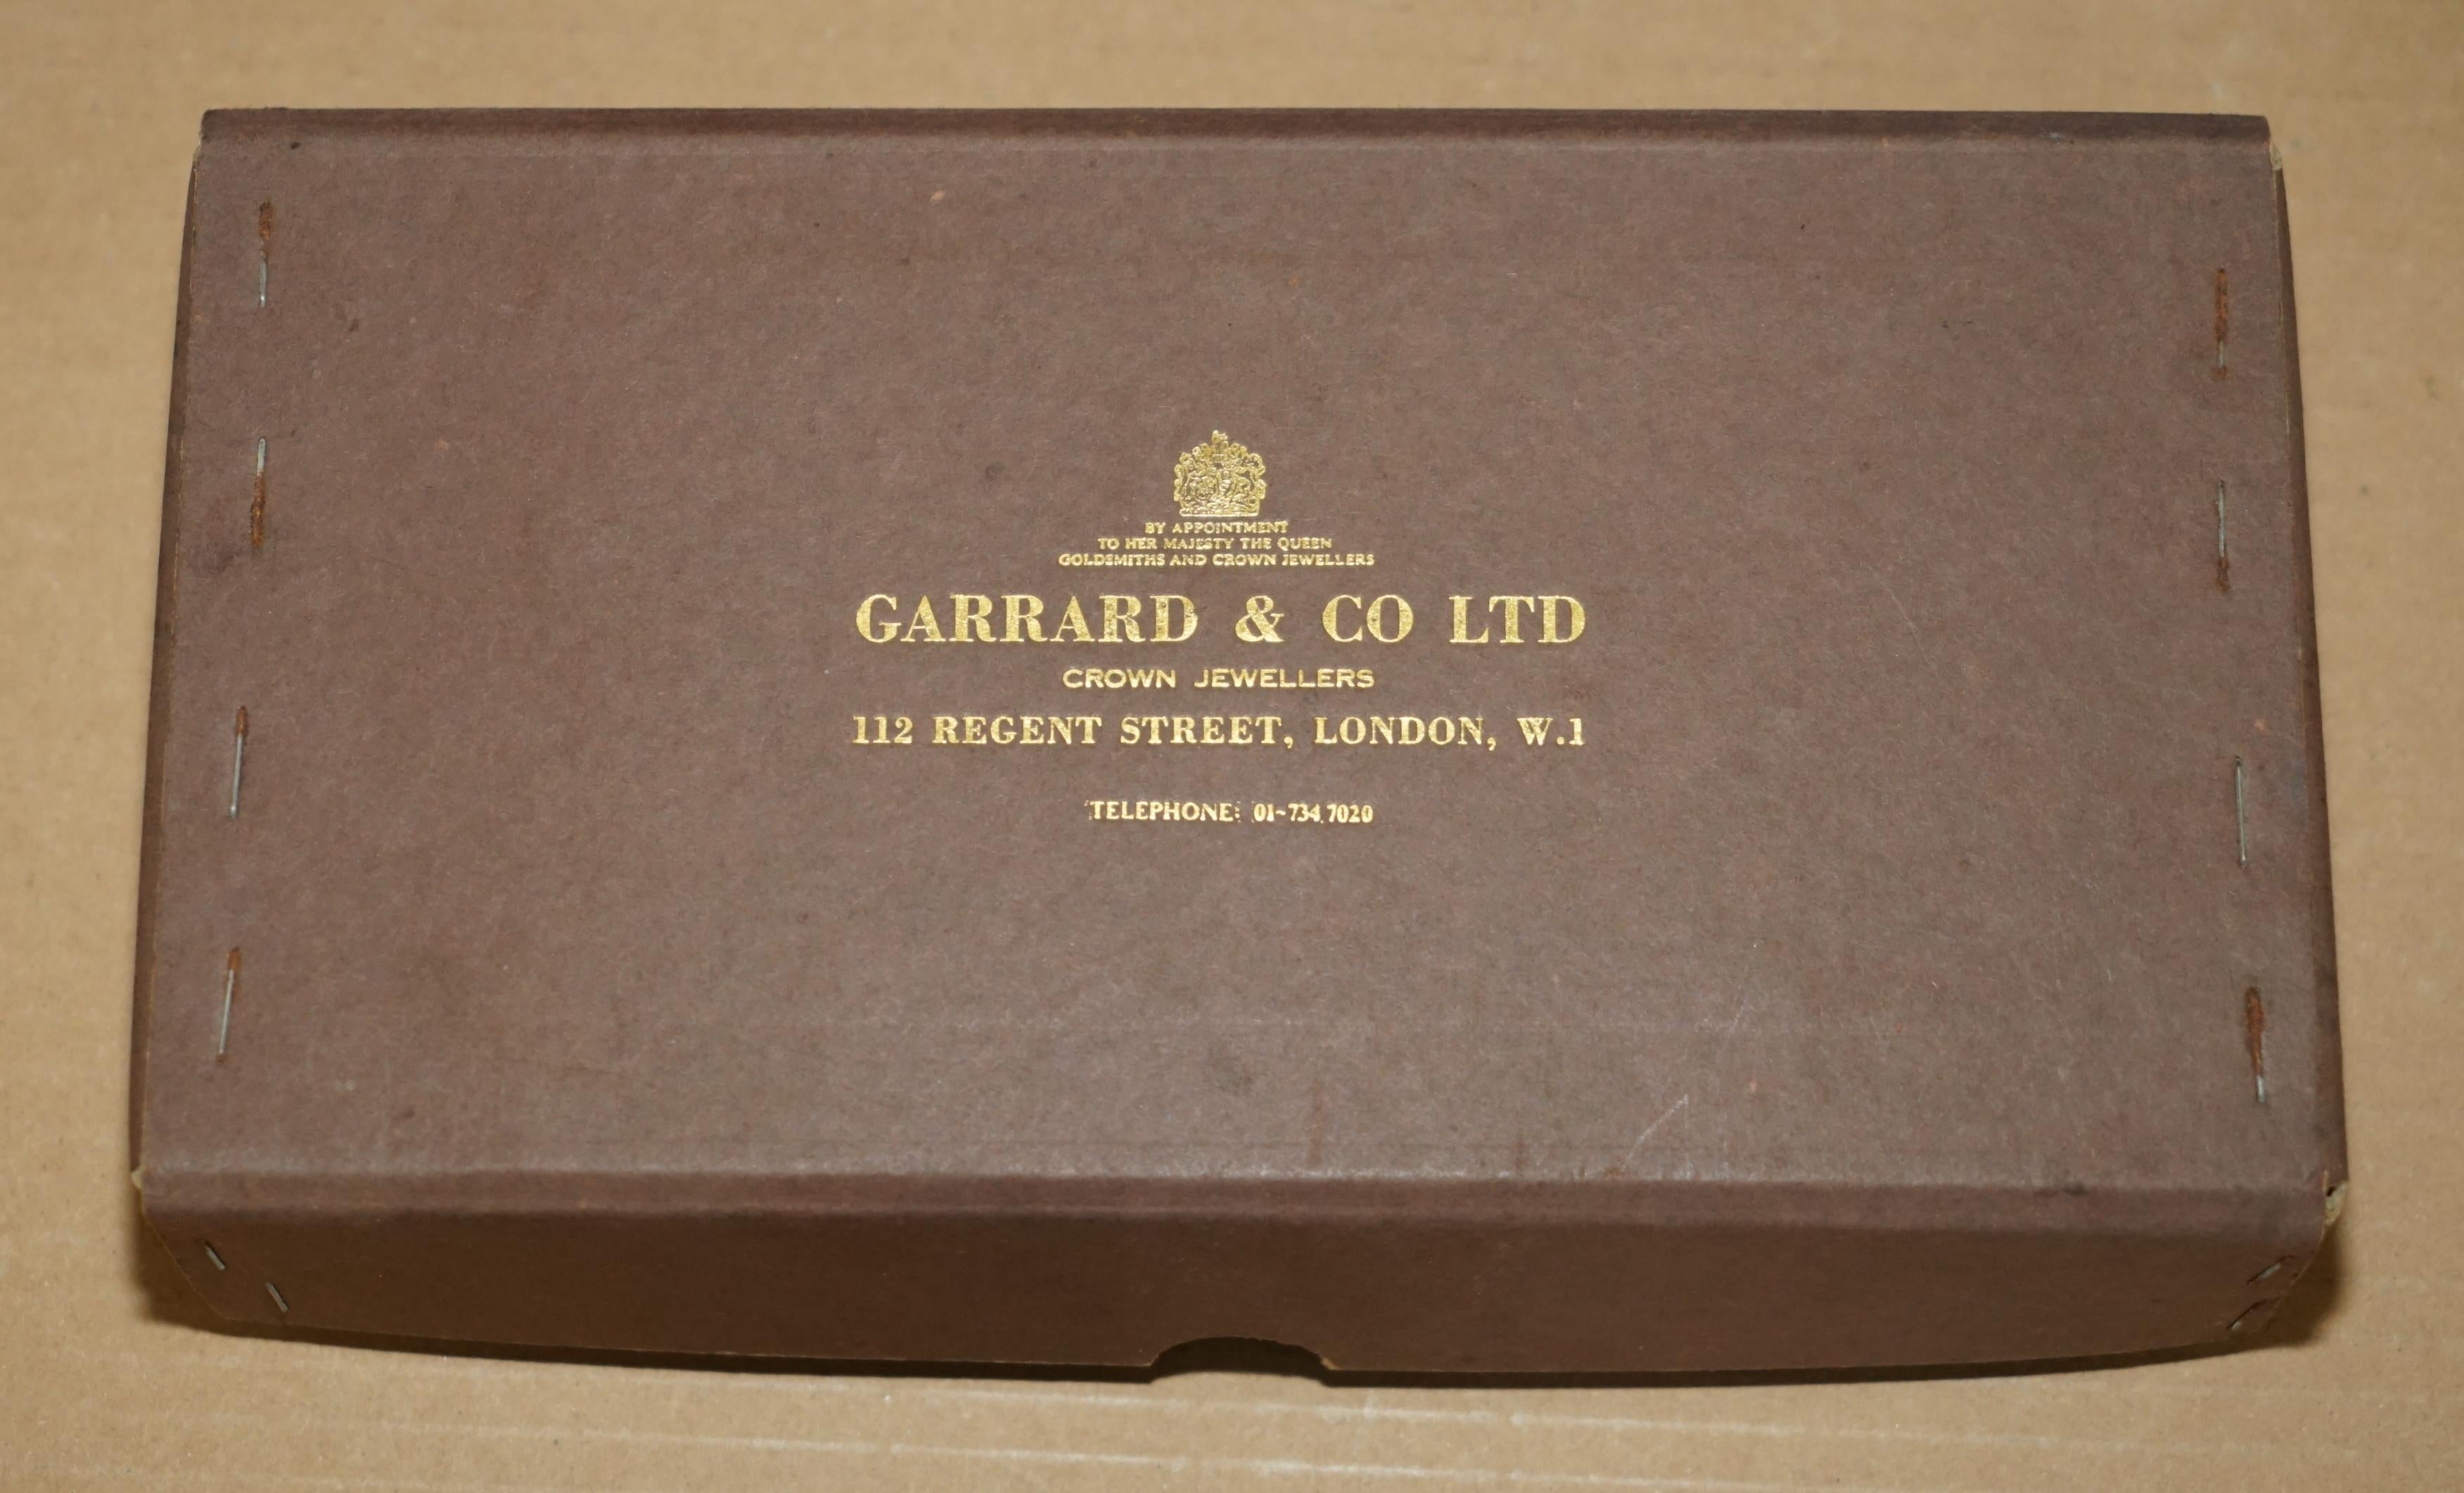 BY APPOINTMENT
TO HER MAJESTY THE QUEEN
GOLDSMITHS AND CROWN JEWELLERS
GARRARD & CO LTD
CROWN JEWELLERS
112 REGENT STREET, LONDON, W.1
TELEPHONE: 01-734 7020